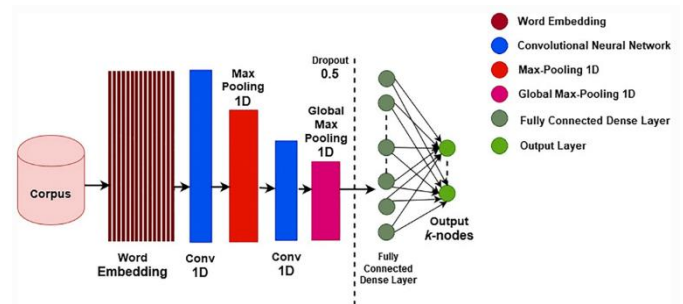 Corpus
Word
Embedding
Conv
1D
Max
Pooling
1D
Conv
1D
Global
Max
Pooling
1D
Dropout
0.5
Fully
Connected
Dense Layer
Output
k-nodes
Word Embedding
Convolutional Neural Network
Max-Pooling 1D
Global Max-Pooling 1D
Fully Connected Dense Layer
Output Layer